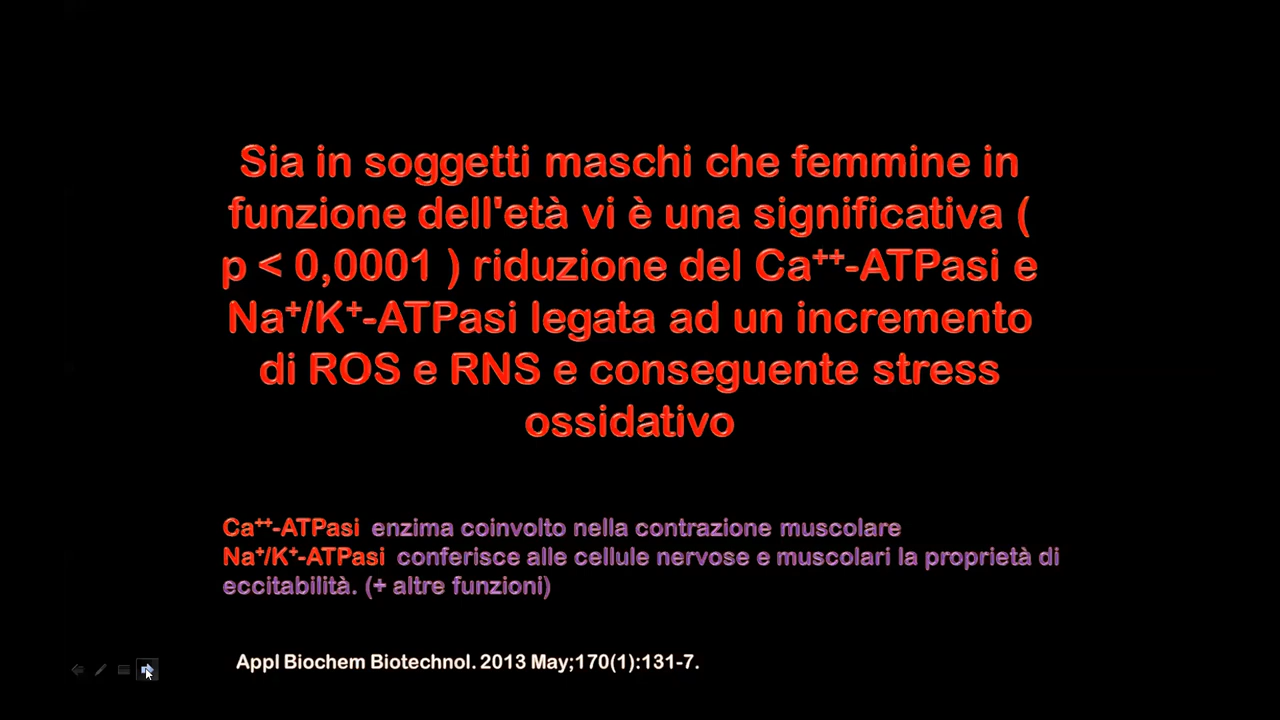 Sia in soggetti maschi che femmine in
funzione dell'età vi è una significativa (
p < 0,0001 ) riduzione del Ca⁺⁺-ATPasi e
Na⁺/K⁺-ATPasi legata ad un incremento
di ROS e RNS e conseguente stress
ossidativo
Ca⁺⁺-ATPasi enzima coinvolto nella contrazione muscolare
Na⁺/K⁺-ATPasi conferisce alle cellule nervose e muscolari la proprietà di
eccitabilità. (+ altre funzioni)
Appl Biochem Biotechnol. 2013 May;170(1):131-7.